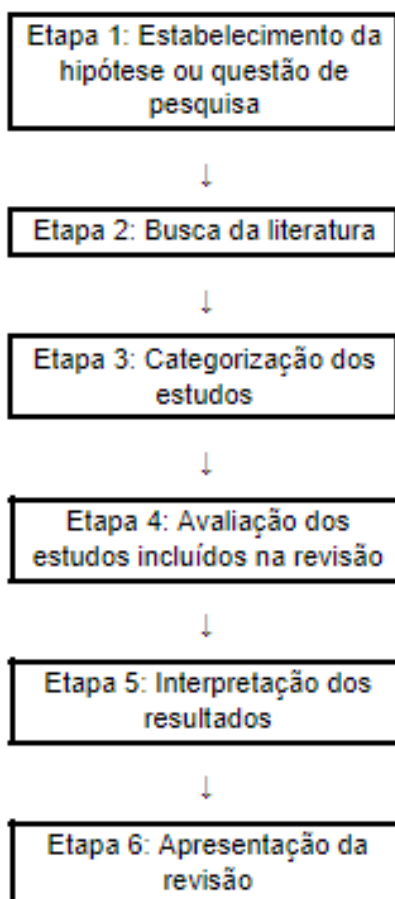 Etapa 1: Estabelecimento da
hipótese ou questão de
pesquisa
↓
Etapa 2: Busca da literatura
↓
Etapa 3: Categorização dos
estudos
↓
Etapa 4: Avaliação dos
estudos incluídos na revisão
↓
Etapa 5: Interpretação dos
resultados
↓
Etapa 6: Apresentação da
revisão